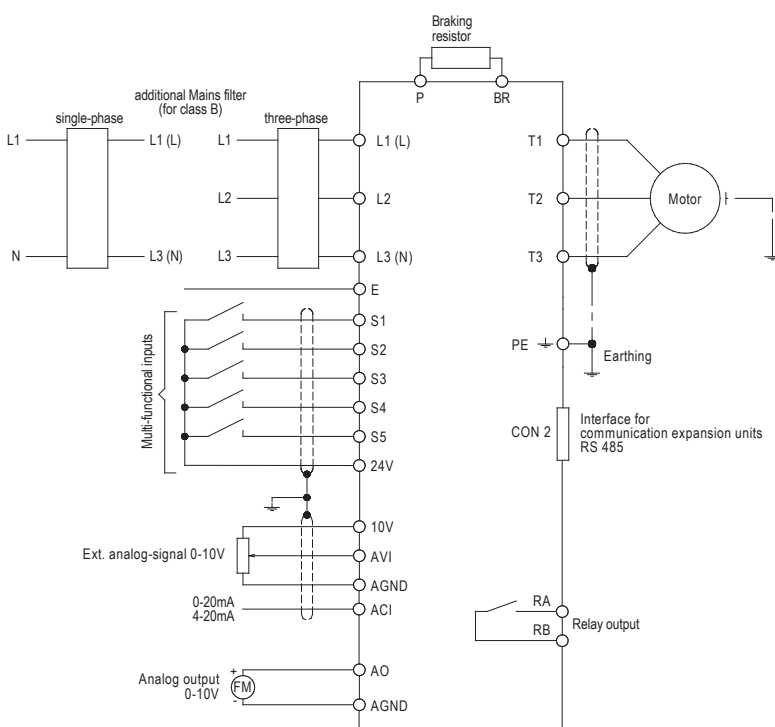 Braking
resistor
P
BR
additional Mains filter
(for class B)
single-phase
three-phase
L1
L1 (L)
L1
L1 (L)
T1
L2
L2
T2
Motor
N
L3 (N)
L3
L3 (N)
T3
E
Multi-functional inputs
S1
S2
S3
S4
S5
24V
PE
Earthing
CON 2
Interface for
communication expansion units
RS 485
10V
Ext. analog-signal 0-10V
AVI
AGND
0-20mA
4-20mA
ACI
RA
RB
Relay output
Analog output
0-10V
+
FM
-
AO
AGND